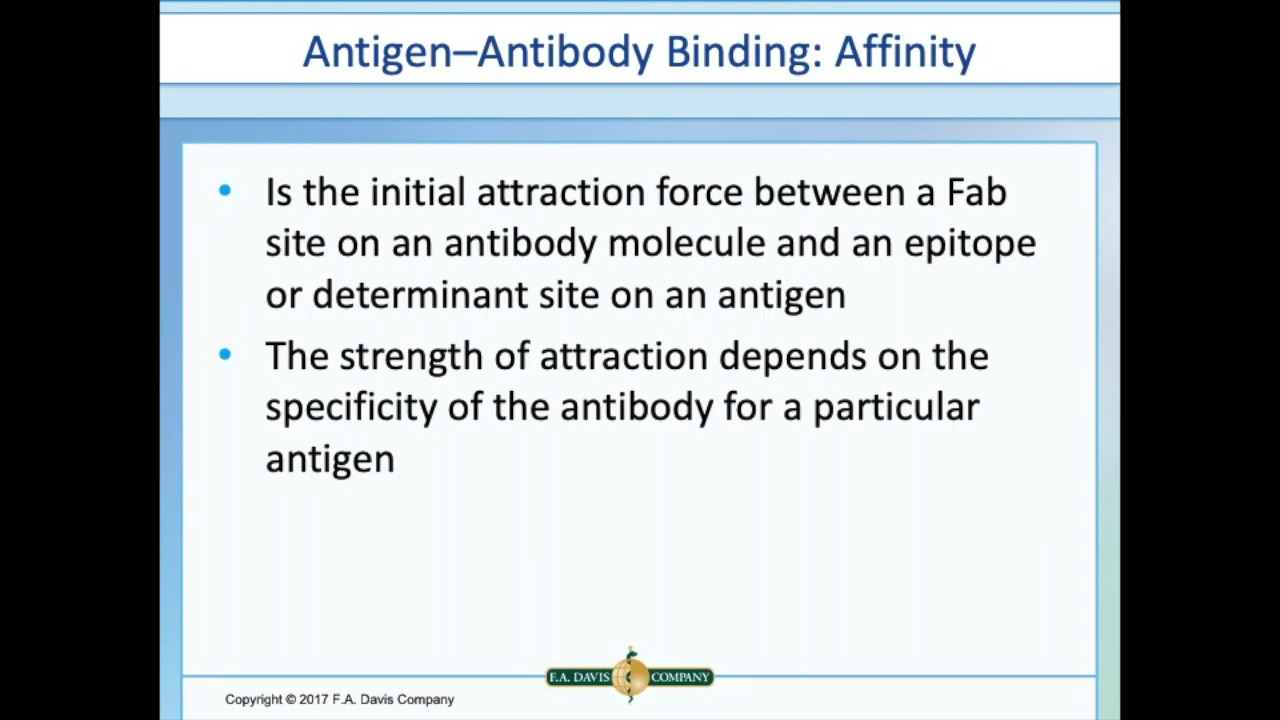 Antigen–Antibody Binding: Affinity
• Is the initial attraction force between a Fab
site on an antibody molecule and an epitope
or determinant site on an antigen
• The strength of attraction depends on the
specificity of the antibody for a particular
antigen
F.A. DAVIS COMPANY
Copyright © 2017 F.A. Davis Company